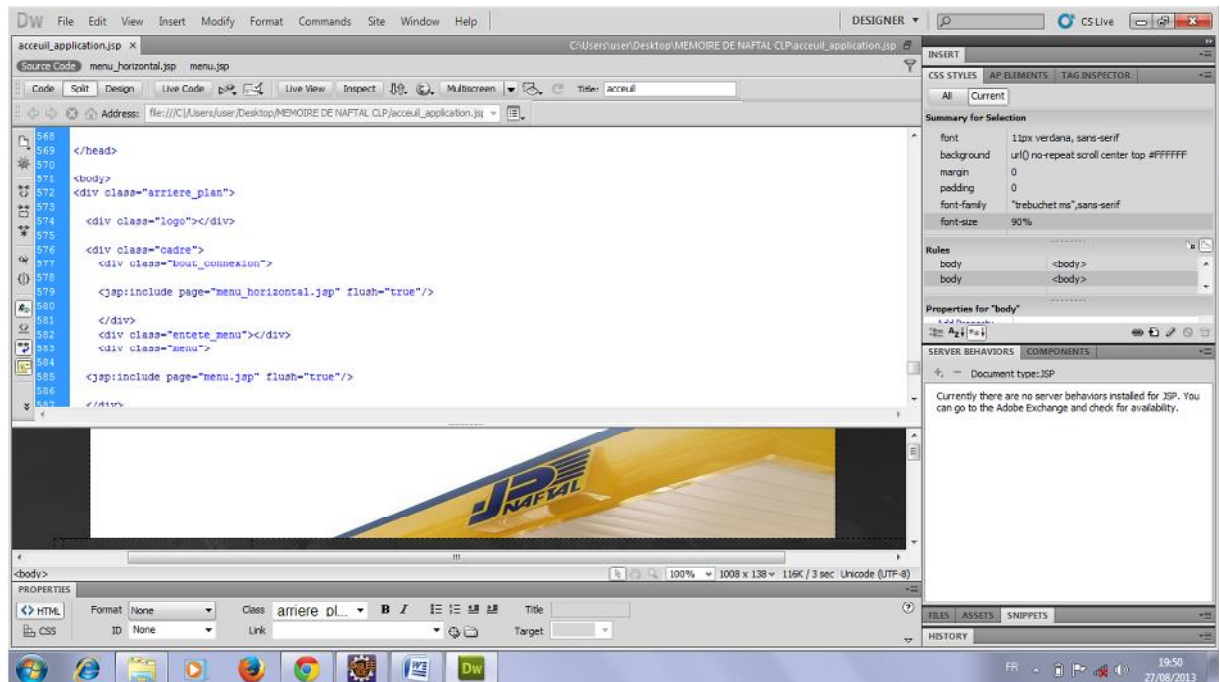 DW File Edit View Insert Modify Format Commands Site Window Help DESIGNER CS Live
acceuil_application.jsp × C:\Users\user\Desktop\MEMOIRE DE NAFTAL CLP\acceuil_application.jsp
Source Code menu_horizontal.jsp menu.jsp
Code Split Design Live Code Live View Inspect Multiscreen Title: acceuil
Address: file:///C|/Users/user/Desktop/MEMOIRE DE NAFTAL CLP/acceuil_application.jsp
568
569 </head>
570
571 <body>
572 <div class="arriere_plan">
573
574 <div class="logo"></div>
575
576 <div class="cadre">
577 <div class="bout_connexion">
578
579 <jsp:include page="menu_horizontal.jsp" flush="true"/>
580
581 </div>
582 <div class="entete_menu"></div>
583 <div class="menu">
584
585 <jsp:include page="menu.jsp" flush="true"/>
586
587 </div>
NAFTAL
<body> 100% 1008 x 138 116K / 3 sec Unicode (UTF-8)
PROPERTIES
<> HTML Format None Class arriere_pl... B I Title
CSS ID None Link Target
INSERT
CSS STYLES AP ELEMENTS TAG INSPECTOR
All Current
Summary for Selection
font 11px verdana, sans-serif
background url() no-repeat scroll center top #FFFFFF
margin 0
padding 0
font-family "trebuchet ms",sans-serif
font-size 90%
Rules
body <body>
body <body>
Properties for "body"
Add Property
SERVER BEHAVIORS COMPONENTS
Document type:JSP
Currently there are no server behaviors installed for JSP. You
can go to the Adobe Exchange and check for availability.
FILES ASSETS SNIPPETS
HISTORY
Dw FR 19:50
27/08/2013